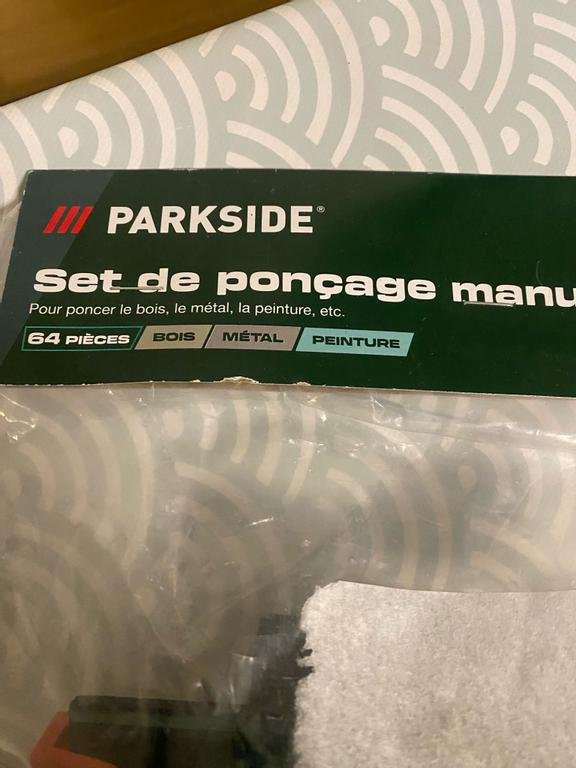 PARKSIDE®
Set de ponçage manu
Pour poncer le bois, le métal, la peinture, etc.
64 PIÈCES BOIS MÉTAL PEINTURE